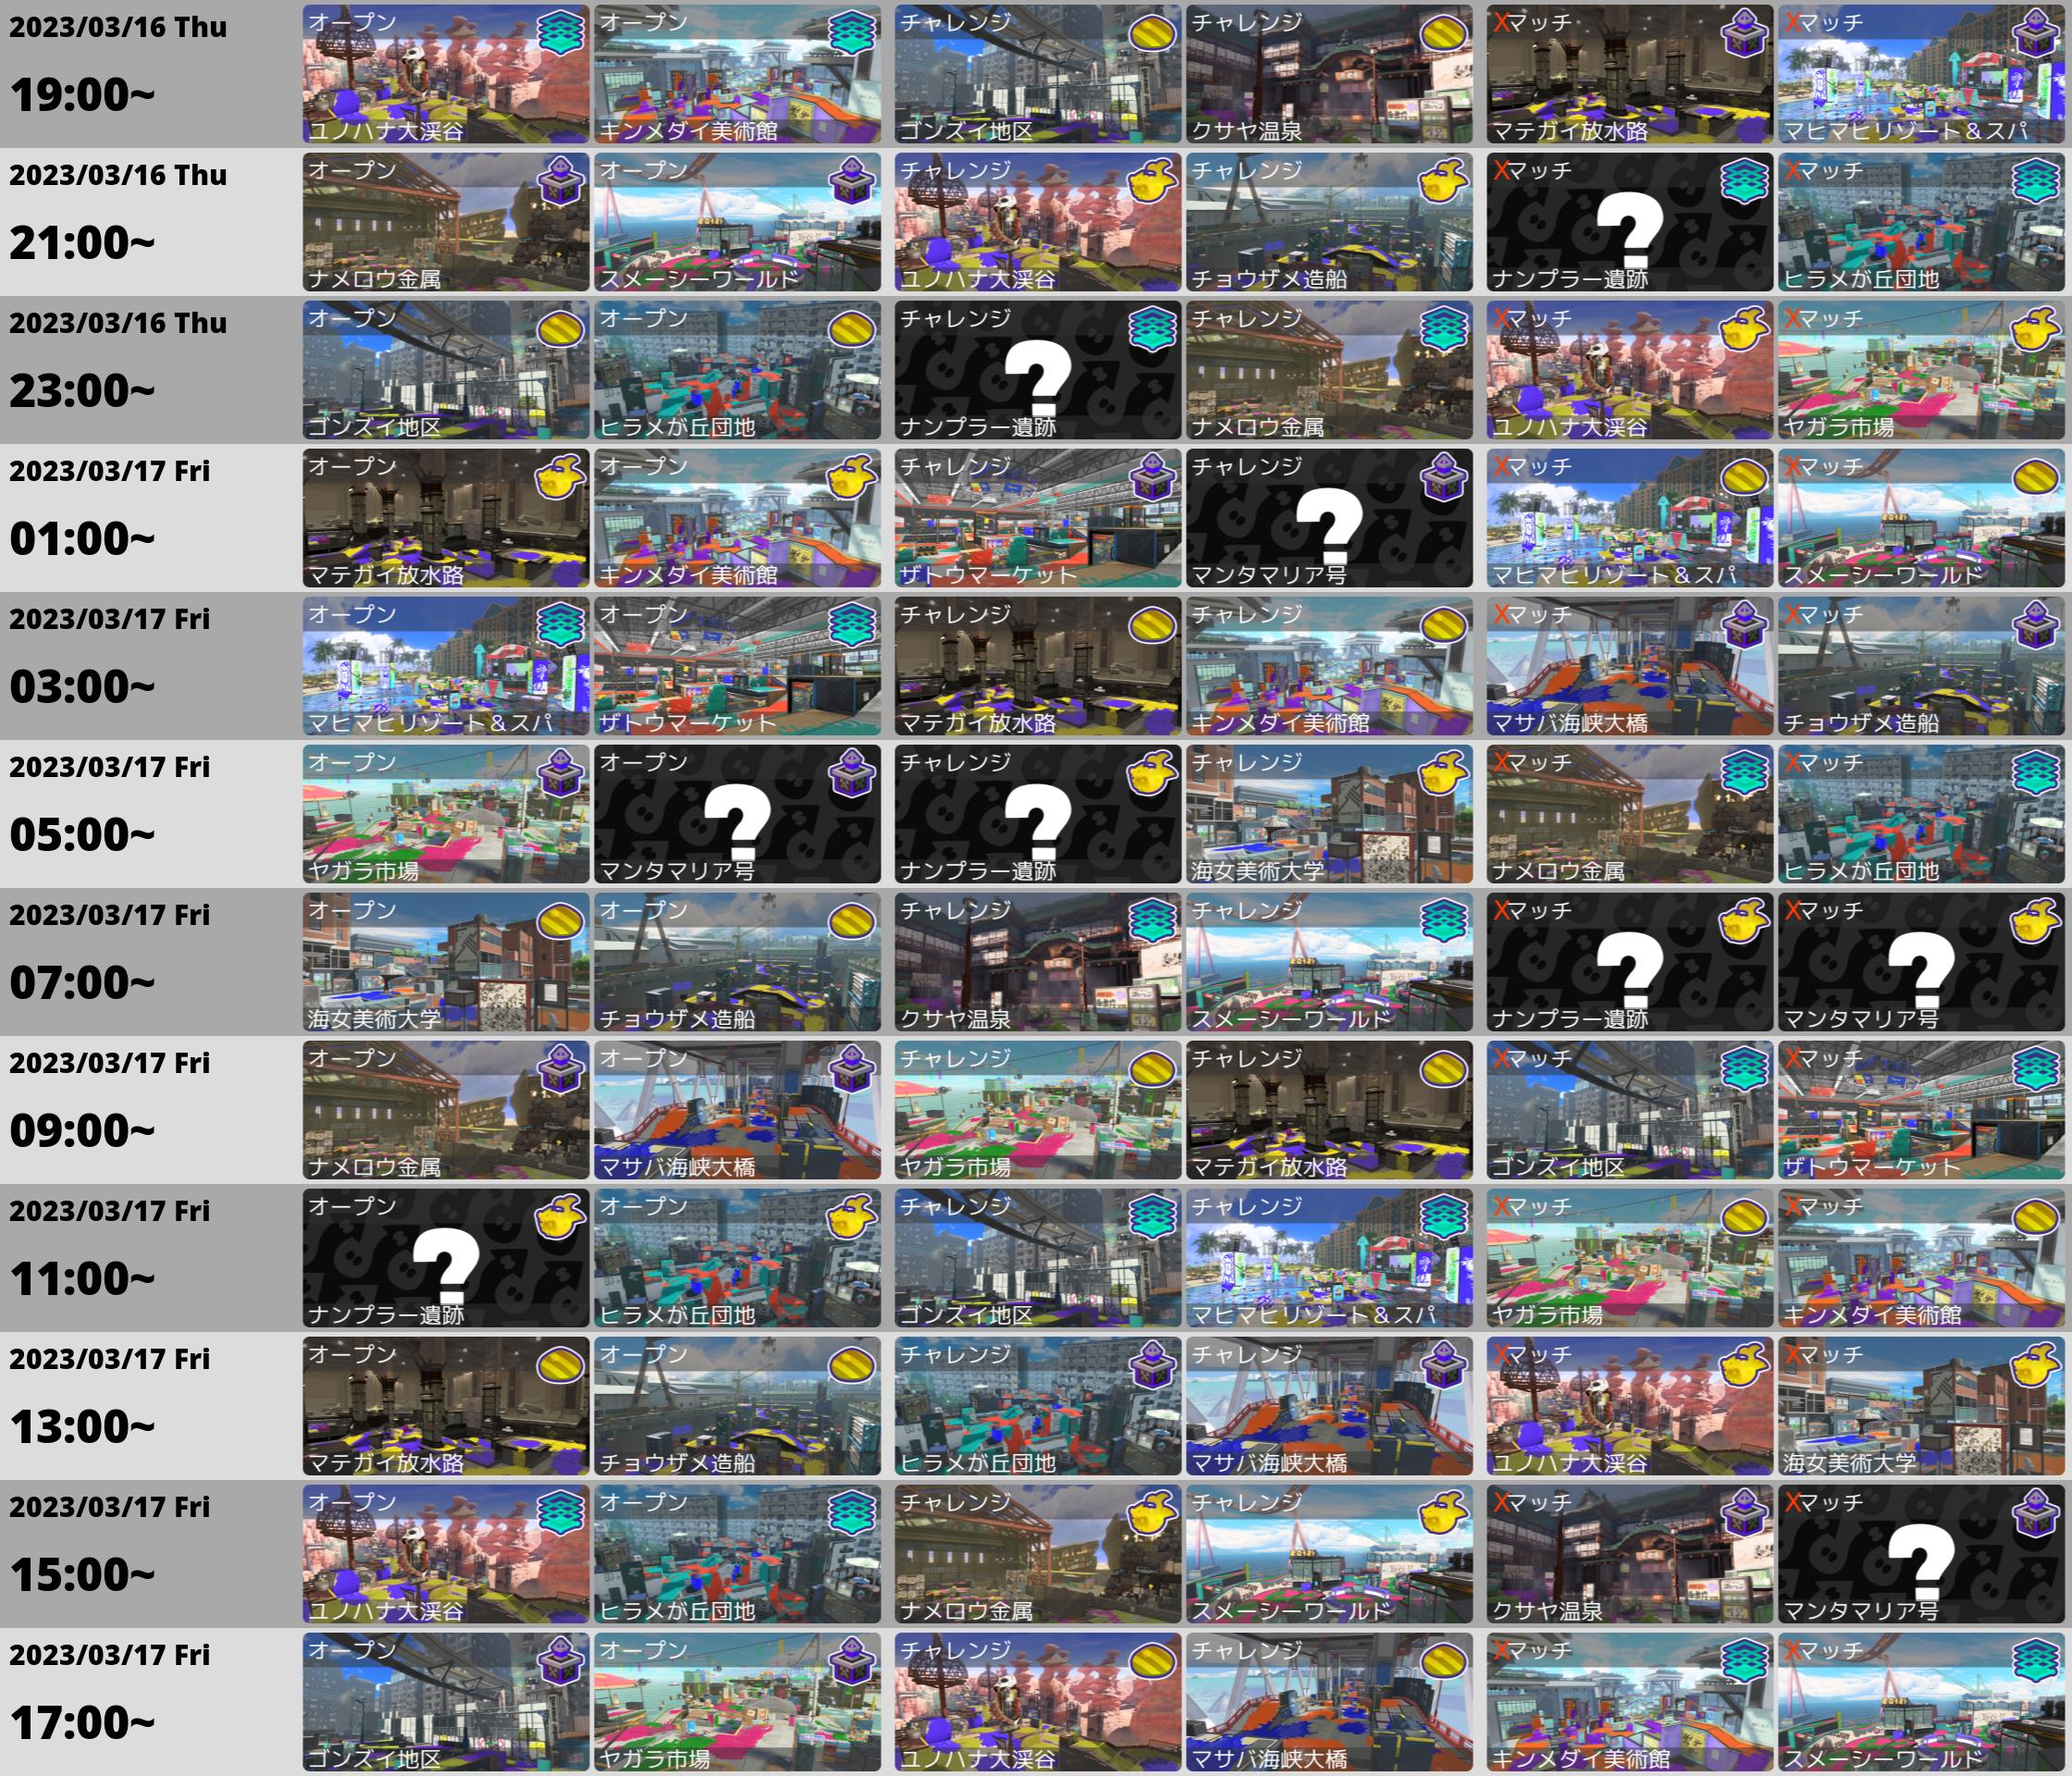 2023/03/16 Thu
19:00~
オープン オープン チャレンジ チャレンジ Xマッチ Xマッチ
ユノハナ大渓谷 キンメダイ美術館 ゴンズイ地区 クサヤ温泉 マテガイ放水路 マヒマヒリゾート＆スパ
2023/03/16 Thu
21:00~
オープン オープン チャレンジ チャレンジ Xマッチ Xマッチ
ナメロウ金属 スメーシーワールド ユノハナ大渓谷 チョウザメ造船 ナンプラー遺跡 ヒラメが丘団地
2023/03/16 Thu
23:00~
オープン オープン チャレンジ チャレンジ Xマッチ Xマッチ
ゴンズイ地区 ヒラメが丘団地 ナンプラー遺跡 ナメロウ金属 ユノハナ大渓谷 ヤガラ市場
2023/03/17 Fri
01:00~
オープン オープン チャレンジ チャレンジ Xマッチ Xマッチ
マテガイ放水路 キンメダイ美術館 ザトウマーケット マンタマリア号 マヒマヒリゾート＆スパ スメーシーワールド
2023/03/17 Fri
03:00~
オープン オープン チャレンジ チャレンジ Xマッチ Xマッチ
マヒマヒリゾート＆スパ ザトウマーケット マテガイ放水路 キンメダイ美術館 マサバ海峡大橋 チョウザメ造船
2023/03/17 Fri
05:00~
オープン オープン チャレンジ チャレンジ Xマッチ Xマッチ
ヤガラ市場 マンタマリア号 ナンプラー遺跡 海女美術大学 ナメロウ金属 ヒラメが丘団地
2023/03/17 Fri
07:00~
オープン オープン チャレンジ チャレンジ Xマッチ Xマッチ
海女美術大学 チョウザメ造船 クサヤ温泉 スメーシーワールド ナンプラー遺跡 マンタマリア号
2023/03/17 Fri
09:00~
オープン オープン チャレンジ チャレンジ Xマッチ Xマッチ
ナメロウ金属 マサバ海峡大橋 ヤガラ市場 マテガイ放水路 ゴンズイ地区 ザトウマーケット
2023/03/17 Fri
11:00~
オープン オープン チャレンジ チャレンジ Xマッチ Xマッチ
ナンプラー遺跡 ヒラメが丘団地 ゴンズイ地区 マヒマヒリゾート＆スパ ヤガラ市場 キンメダイ美術館
2023/03/17 Fri
13:00~
オープン オープン チャレンジ チャレンジ Xマッチ Xマッチ
マテガイ放水路 チョウザメ造船 ヒラメが丘団地 マサバ海峡大橋 ユノハナ大渓谷 海女美術大学
2023/03/17 Fri
15:00~
オープン オープン チャレンジ チャレンジ Xマッチ Xマッチ
ユノハナ大渓谷 ヒラメが丘団地 ナメロウ金属 スメーシーワールド クサヤ温泉 マンタマリア号
2023/03/17 Fri
17:00~
オープン オープン チャレンジ チャレンジ Xマッチ Xマッチ
ゴンズイ地区 ヤガラ市場 ユノハナ大渓谷 マサバ海峡大橋 キンメダイ美術館 スメーシーワールド